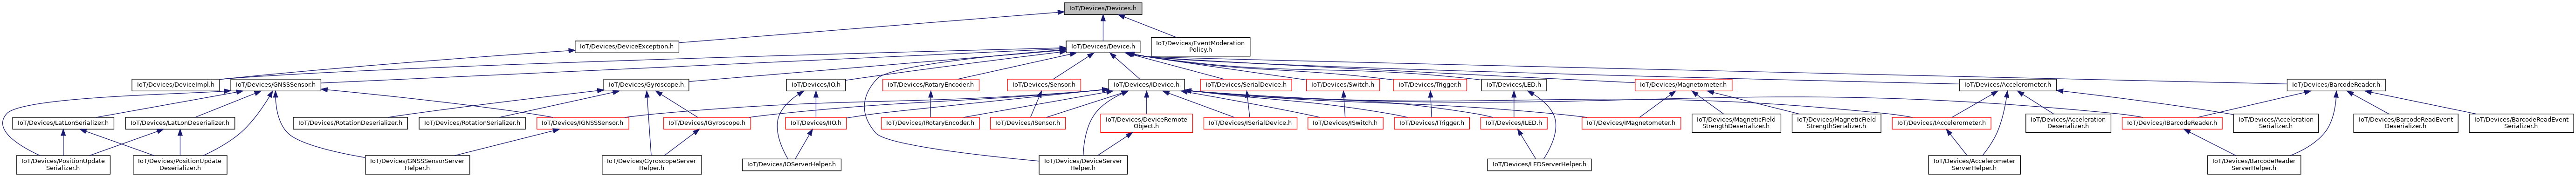 IoT/Devices/Devices.h
IoT/Devices/DeviceException.h
IoT/Devices/Device.h
IoT/Devices/EventModeration
Policy.h
IoT/Devices/DeviceImpl.h
IoT/Devices/GNSSSensor.h
IoT/Devices/Gyroscope.h
IoT/Devices/IO.h
IoT/Devices/RotaryEncoder.h
IoT/Devices/Sensor.h
IoT/Devices/IDevice.h
IoT/Devices/SerialDevice.h
IoT/Devices/Switch.h
IoT/Devices/Trigger.h
IoT/Devices/LED.h
IoT/Devices/Magnetometer.h
IoT/Devices/Accelerometer.h
IoT/Devices/BarcodeReader.h
IoT/Devices/LatLonSerializer.h
IoT/Devices/LatLonDeserializer.h
IoT/Devices/RotationDeserializer.h
IoT/Devices/RotationSerializer.h
IoT/Devices/IGNSSSensor.h
IoT/Devices/IGyroscope.h
IoT/Devices/IIO.h
IoT/Devices/IRotaryEncoder.h
IoT/Devices/ISensor.h
IoT/Devices/DeviceRemote
Object.h
IoT/Devices/ISerialDevice.h
IoT/Devices/ISwitch.h
IoT/Devices/ITrigger.h
IoT/Devices/ILED.h
IoT/Devices/IMagnetometer.h
IoT/Devices/MagneticField
StrengthDeserializer.h
IoT/Devices/MagneticField
StrengthSerializer.h
IoT/Devices/IAccelerometer.h
IoT/Devices/Acceleration
Deserializer.h
IoT/Devices/IBarcodeReader.h
IoT/Devices/Acceleration
Serializer.h
IoT/Devices/BarcodeReadEvent
Deserializer.h
IoT/Devices/BarcodeReadEvent
Serializer.h
IoT/Devices/PositionUpdate
Serializer.h
IoT/Devices/PositionUpdate
Deserializer.h
IoT/Devices/GNSSSensorServer
Helper.h
IoT/Devices/GyroscopeServer
Helper.h
IoT/Devices/IOServerHelper.h
IoT/Devices/DeviceServer
Helper.h
IoT/Devices/LEDServerHelper.h
IoT/Devices/Accelerometer
ServerHelper.h
IoT/Devices/BarcodeReader
ServerHelper.h